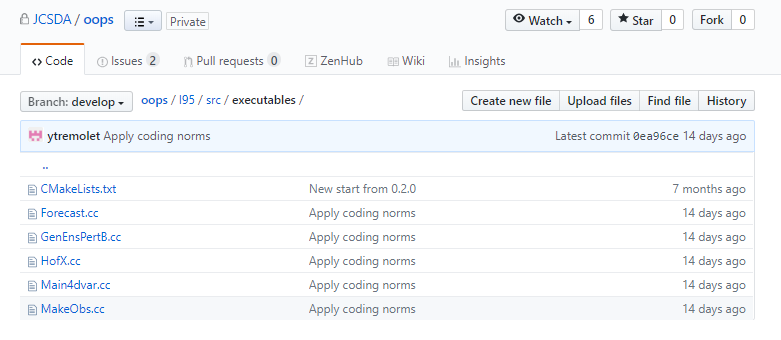 JCSDA / oops Private Watch 6 Star 0 Fork 0
Code Issues 2 Pull requests 0 ZenHub Wiki Insights
Branch: develop oops / l95 / src / executables / Create new file Upload files Find file History
ytremolet Apply coding norms Latest commit 0ea96ce 14 days ago
..
CMakeLists.txt New start from 0.2.0 7 months ago
Forecast.cc Apply coding norms 14 days ago
GenEnsPertB.cc Apply coding norms 14 days ago
HofX.cc Apply coding norms 14 days ago
Main4dvar.cc Apply coding norms 14 days ago
MakeObs.cc Apply coding norms 14 days ago